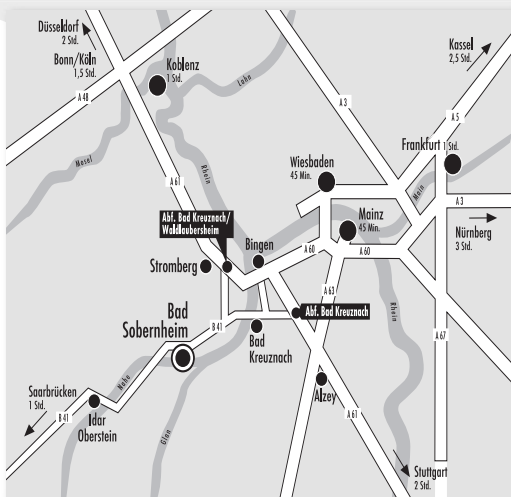 Düsseldorf
2 Std.
Bonn/Köln
1,5 Std.
Koblenz
1 Std.
Kassel
2,5 Std.
A 48
Lahn
A 3
A 5
Frankfurt 1 Std.
Mosel
Rhein
Wiesbaden
45 Min.
Main
A 61
A 3
Abf. Bad Kreuznach/
Waldlaubersheim
Mainz
45 Min.
Nürnberg
3 Std.
Bingen
A 60
A 60
Stromberg
A 63
Rhein
Bad
Sobernheim
B 41
Abf. Bad Kreuznach
Bad
Kreuznach
A 67
Saarbrücken
1 Std.
Nahe
Alzey
A 61
B 41
Idar
Oberstein
Glan
Stuttgart
2 Std.